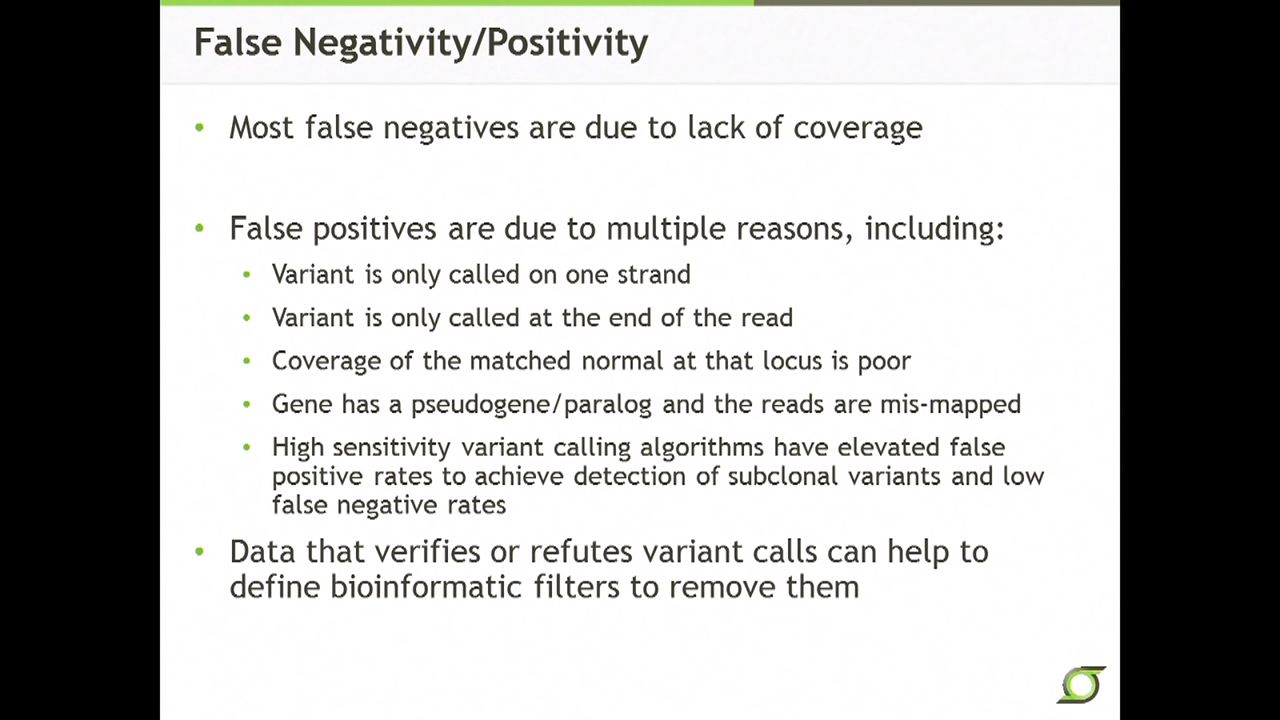 False Negativity/Positivity
• Most false negatives are due to lack of coverage
• False positives are due to multiple reasons, including:
• Variant is only called on one strand
• Variant is only called at the end of the read
• Coverage of the matched normal at that locus is poor
• Gene has a pseudogene/paralog and the reads are mis-mapped
• High sensitivity variant calling algorithms have elevated false
positive rates to achieve detection of subclonal variants and low
false negative rates
• Data that verifies or refutes variant calls can help to
define bioinformatic filters to remove them